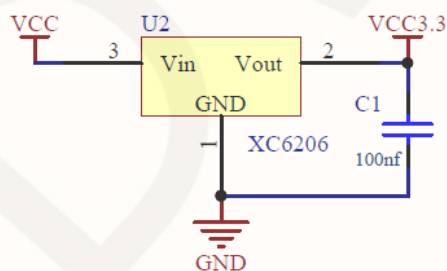 VCC
U2
VCC3.3
3
Vin
Vout
2
GND
C1
1
XC6206
100nf
GND